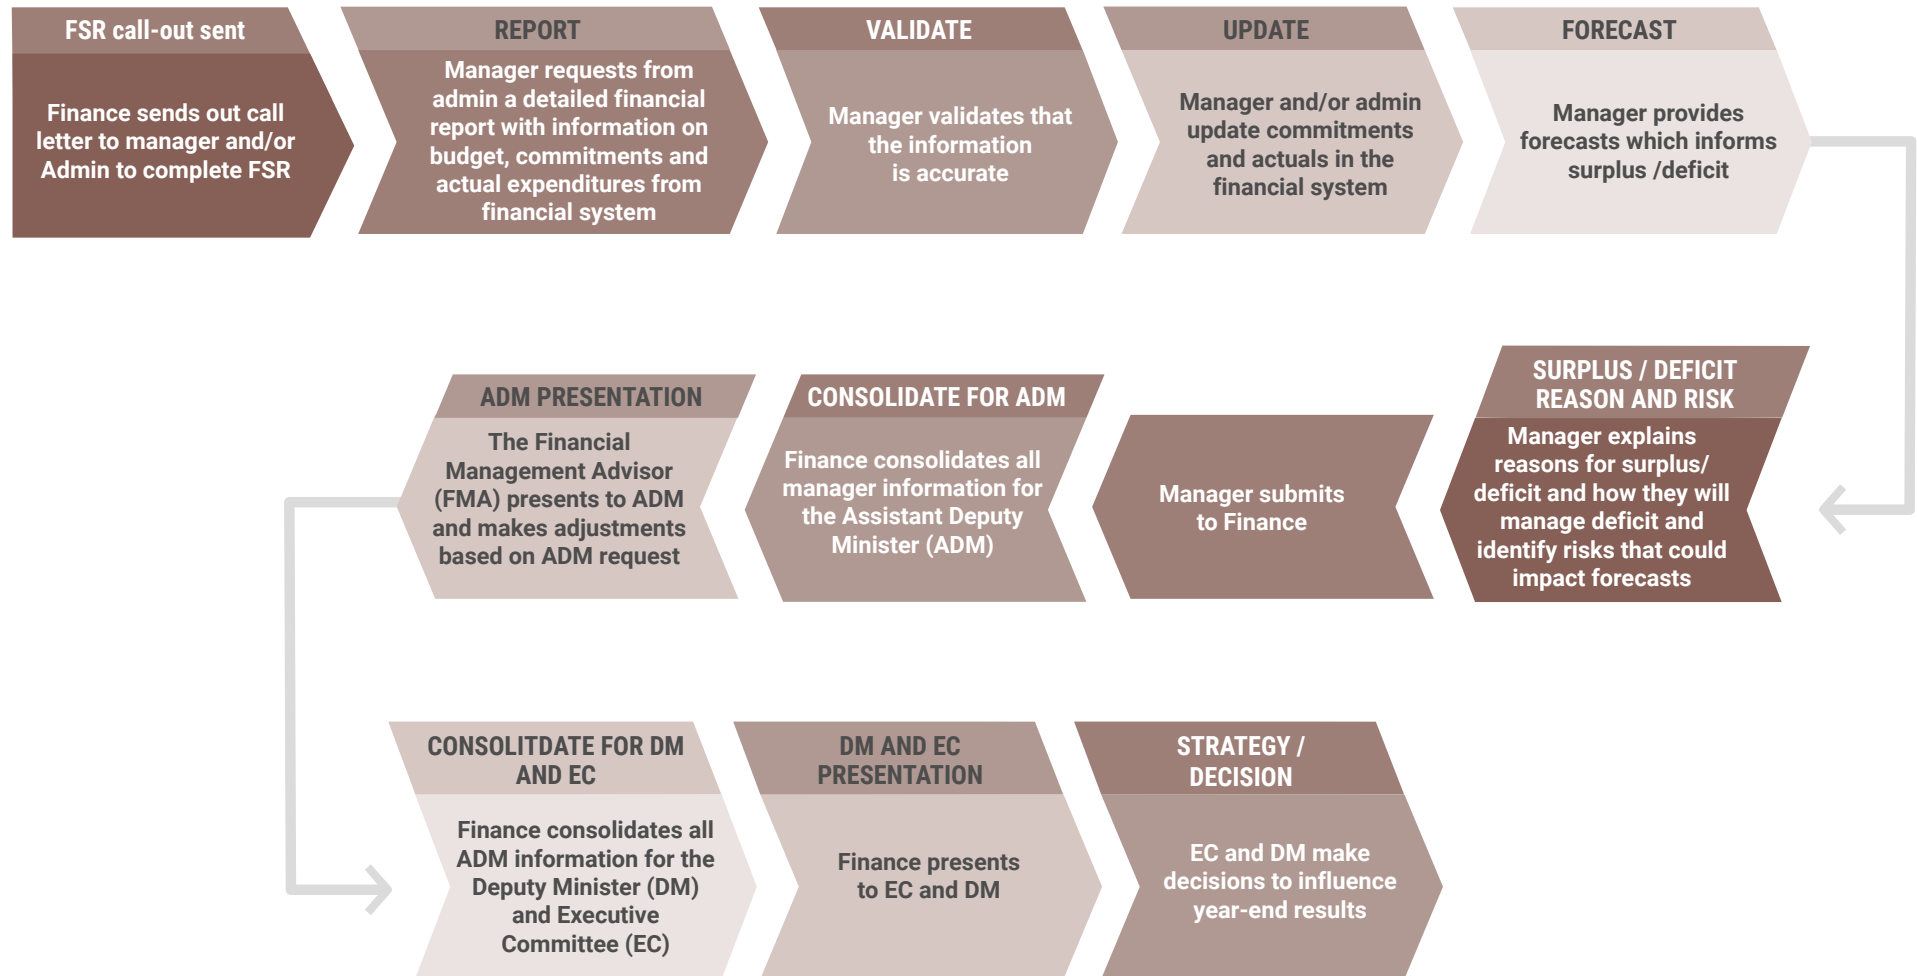 FSR call-out sent
Finance sends out call
letter to manager and/or
Admin to complete FSR
REPORT
Manager requests from
admin a detailed financial
report with information on
budget, commitments and
actual expenditures from
financial system
VALIDATE
Manager validates that
the information
is accurate
UPDATE
Manager and/or admin
update commitments
and actuals in the
financial system
FORECAST
Manager provides
forecasts which informs
surplus /deficit
SURPLUS / DEFICIT
REASON AND RISK
Manager explains
reasons for surplus/
deficit and how they will
manage deficit and
identify risks that could
impact forecasts
Manager submits
to Finance
CONSOLIDATE FOR ADM
Finance consolidates all
manager information for
the Assistant Deputy
Minister (ADM)
ADM PRESENTATION
The Financial
Management Advisor
(FMA) presents to ADM
and makes adjustments
based on ADM request
CONSOLITDATE FOR DM
AND EC
Finance consolidates all
ADM information for the
Deputy Minister (DM)
and Executive
Committee (EC)
DM AND EC
PRESENTATION
Finance presents
to EC and DM
STRATEGY /
DECISION
EC and DM make
decisions to influence
year-end results